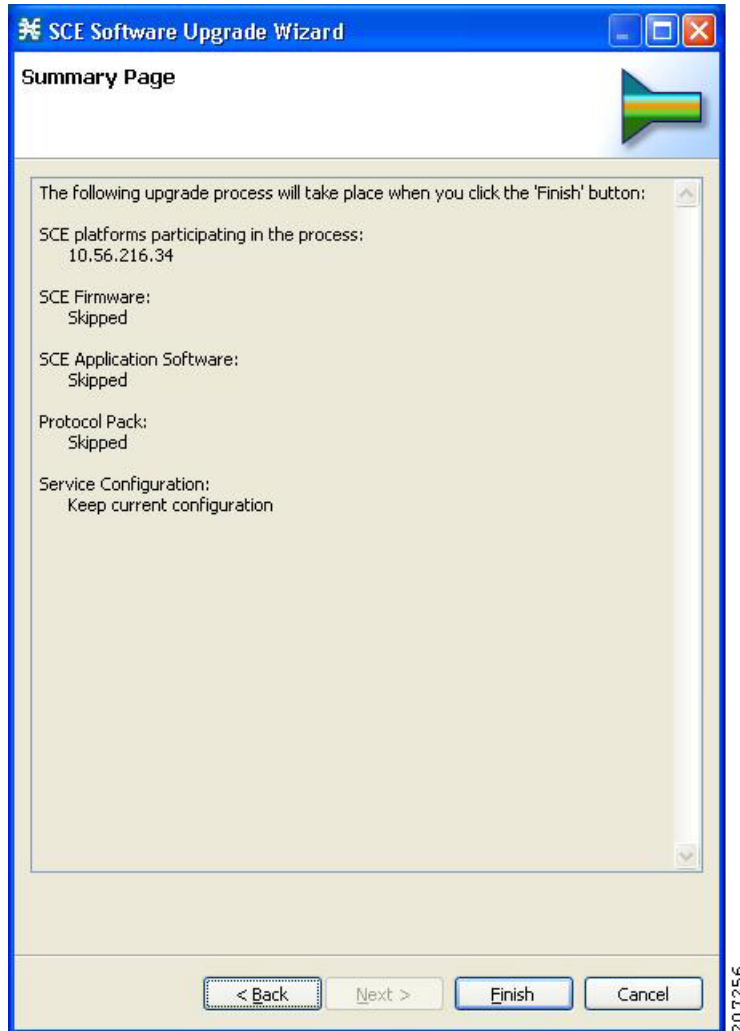 SCE Software Upgrade Wizard
Summary Page
The following upgrade process will take place when you click the 'Finish' button:
SCE platforms participating in the process:
10.56.216.34
SCE Firmware:
Skipped
SCE Application Software:
Skipped
Protocol Pack:
Skipped
Service Configuration:
Keep current configuration
< Back
Next >
Finish
Cancel